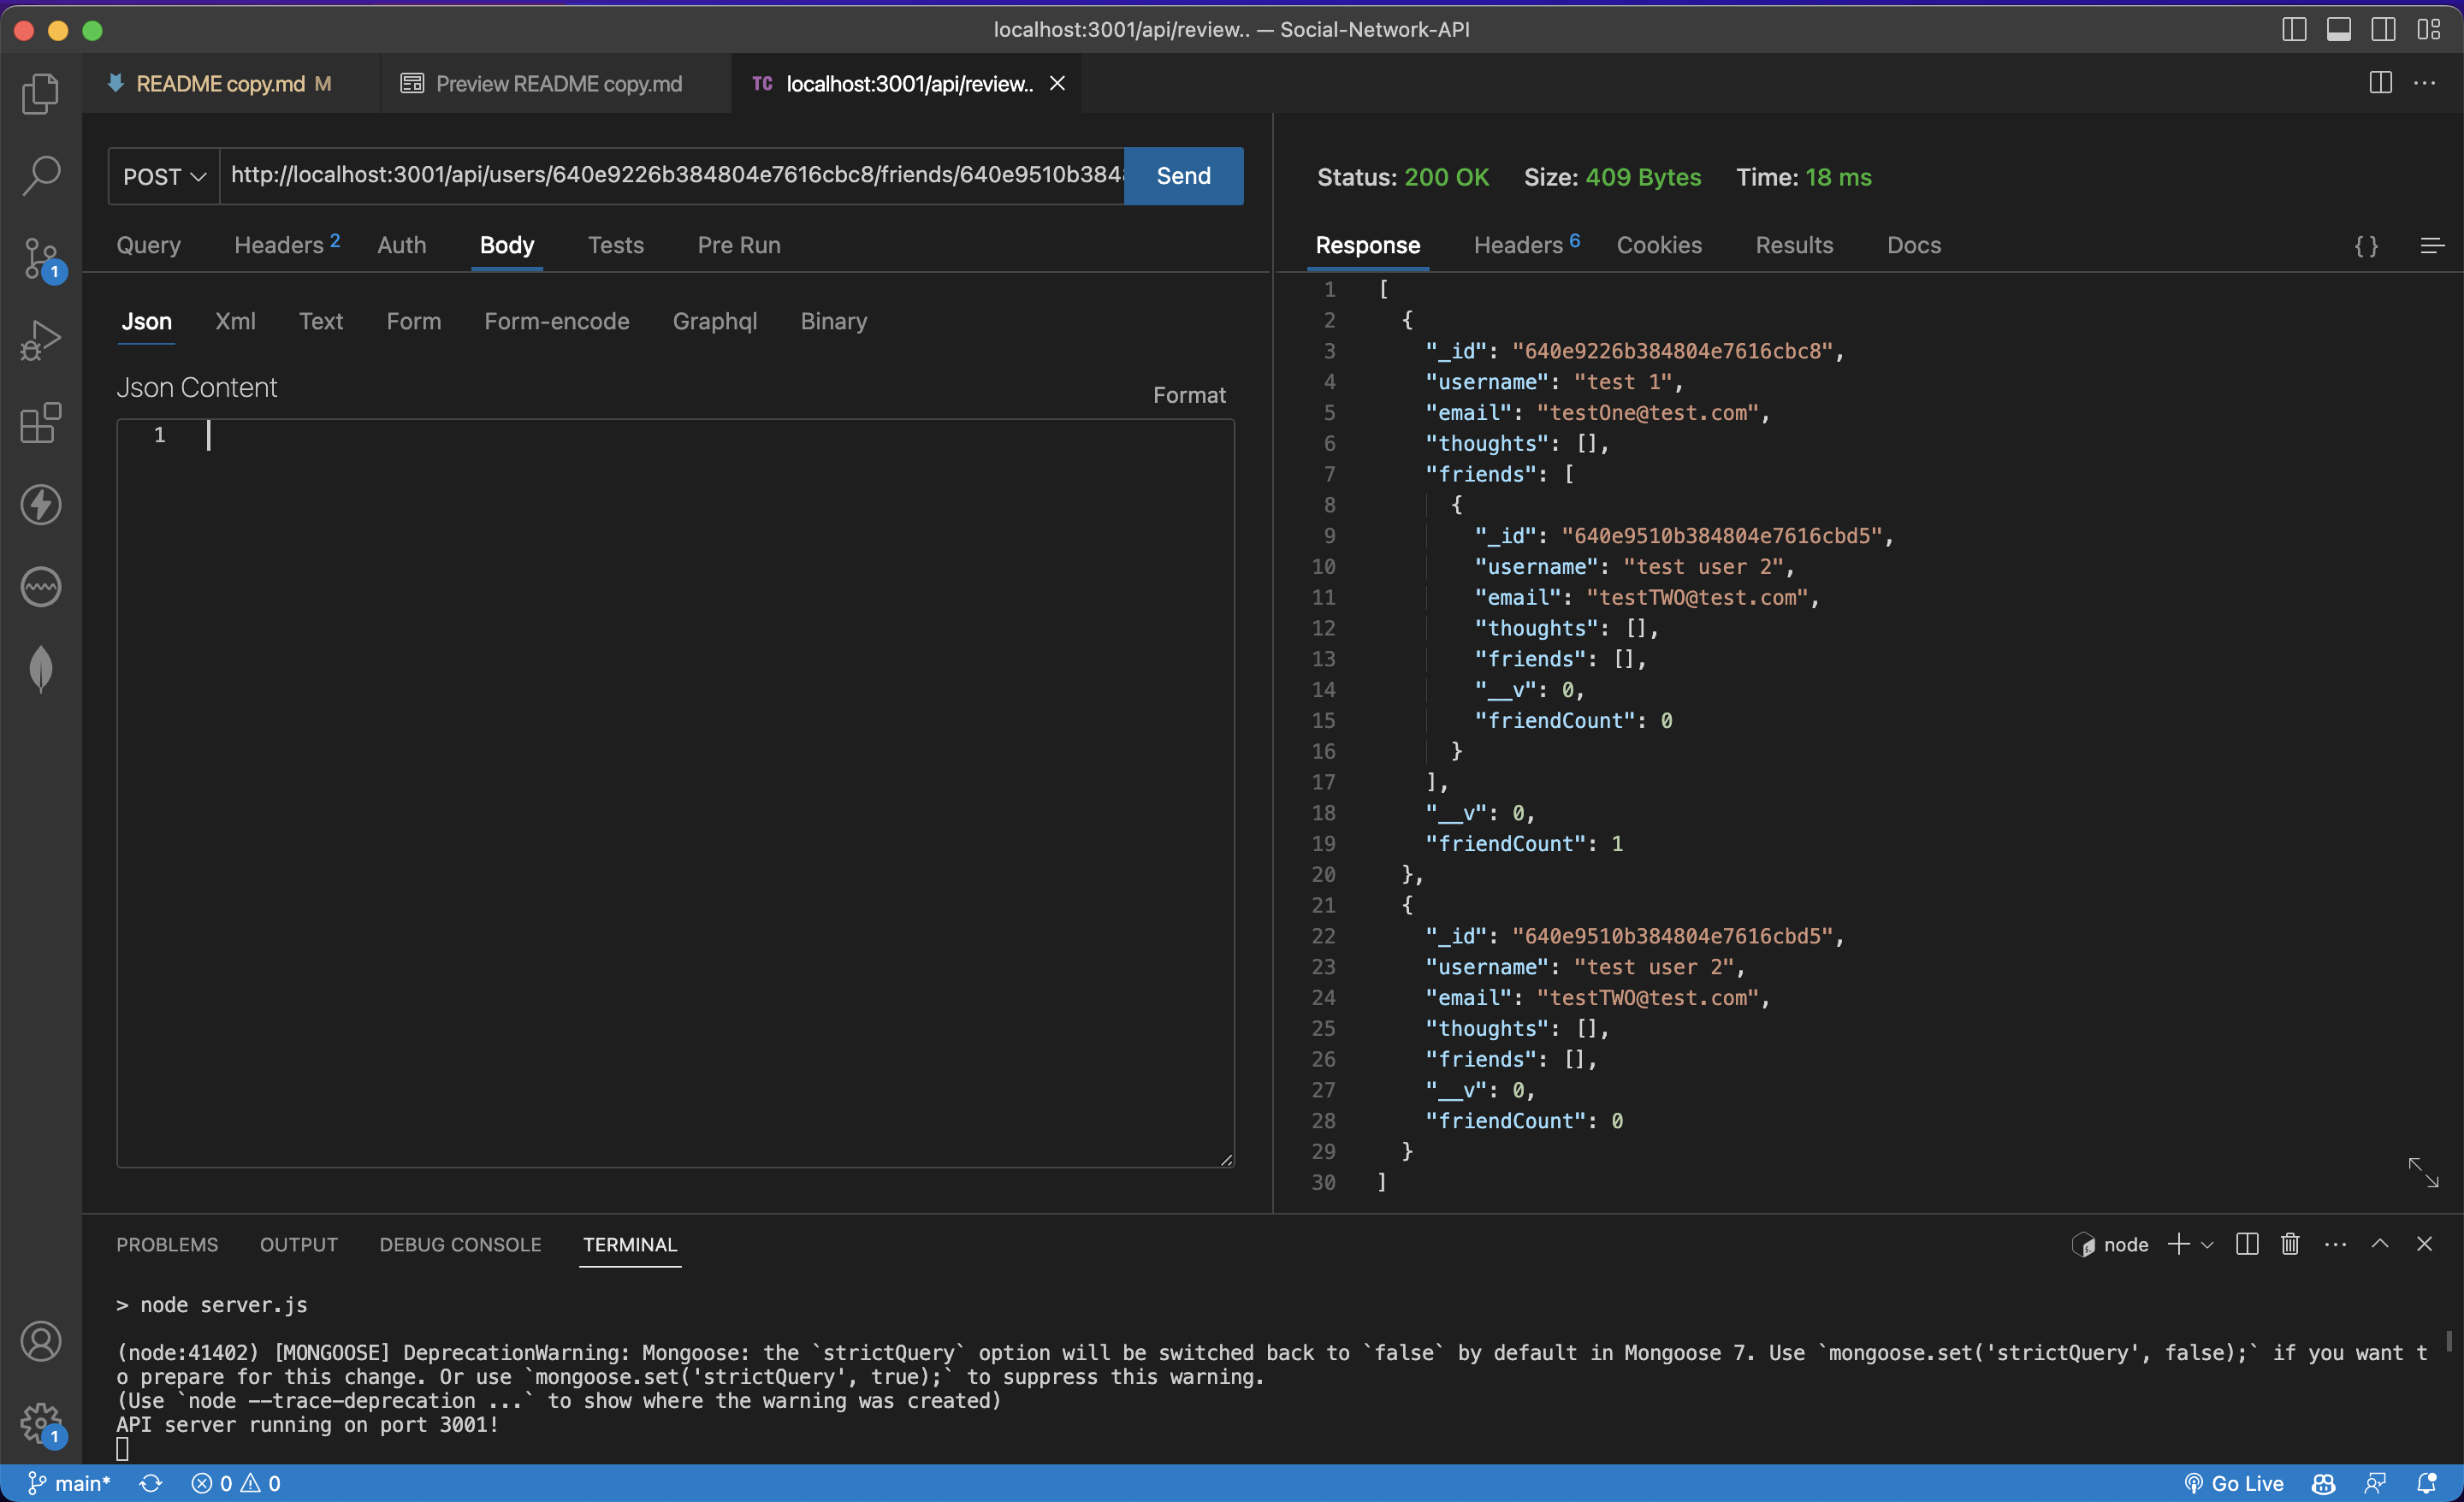 localhost:3001/api/review.. — Social-Network-API
README copy.md M
Preview README copy.md
TC localhost:3001/api/review..
POST http://localhost:3001/api/users/640e9226b384804e7616cbc8/friends/640e9510b384 Send
Query Headers 2 Auth Body Tests Pre Run
Json Xml Text Form Form-encode Graphql Binary
Json Content
Format
1
Status: 200 OK Size: 409 Bytes Time: 18 ms
Response Headers 6 Cookies Results Docs { }
1 [
2 {
3 "_id": "640e9226b384804e7616cbc8",
4 "username": "test 1",
5 "email": "testOne@test.com",
6 "thoughts": [],
7 "friends": [
8 {
9 "_id": "640e9510b384804e7616cbd5",
10 "username": "test user 2",
11 "email": "testTWO@test.com",
12 "thoughts": [],
13 "friends": [],
14 "__v": 0,
15 "friendCount": 0
16 }
17 ],
18 "__v": 0,
19 "friendCount": 1
20 },
21 {
22 "_id": "640e9510b384804e7616cbd5",
23 "username": "test user 2",
24 "email": "testTWO@test.com",
25 "thoughts": [],
26 "friends": [],
27 "__v": 0,
28 "friendCount": 0
29 }
30 ]
1
PROBLEMS OUTPUT DEBUG CONSOLE TERMINAL node
> node server.js
(node:41402) [MONGOOSE] DeprecationWarning: Mongoose: the `strictQuery` option will be switched back to `false` by default in Mongoose 7. Use `mongoose.set('strictQuery', false);` if you want t
o prepare for this change. Or use `mongoose.set('strictQuery', true);` to suppress this warning.
(Use `node --trace-deprecation ...` to show where the warning was created)
API server running on port 3001!
1
main* 0 0 Go Live